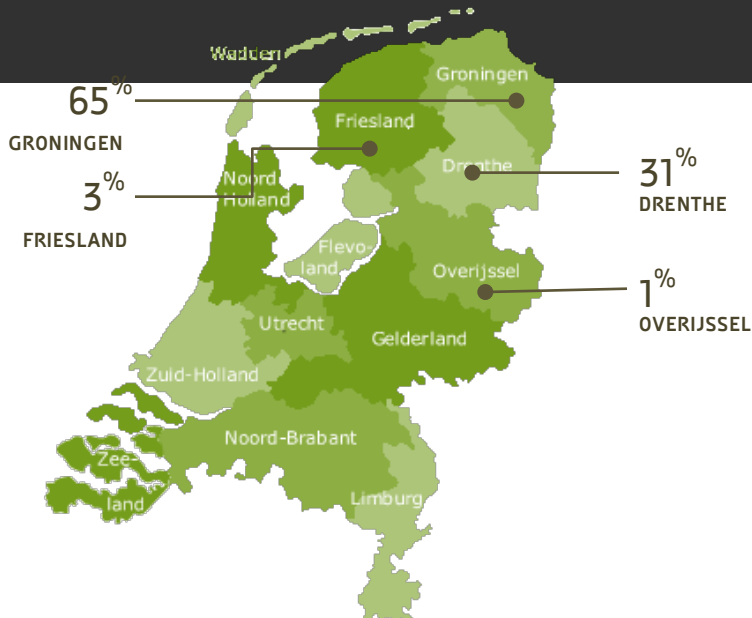 Wadden
Groningen
65%
GRONINGEN
Friesland
Drenthe
31%
DRENTHE
3%
FRIESLAND
Noord-
Holland
Flevo-
land
Overijssel
1%
OVERIJSSEL
Utrecht
Gelderland
Zuid-Holland
Noord-Brabant
Zee-
land
Limburg